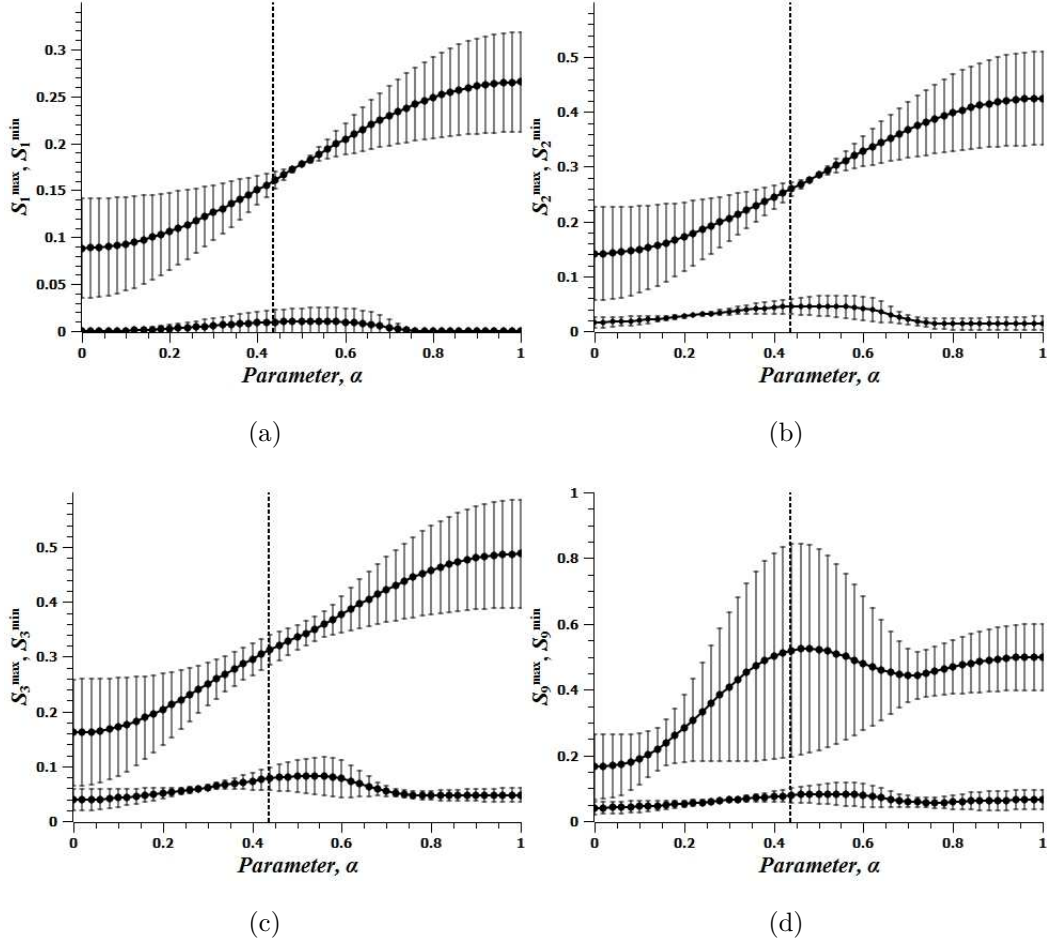 S₁ᵐᵃˣ, S₁ᵐⁱⁿ
0.3
0.25
0.2
0.15
0.1
0.05
0
0 0.2 0.4 0.6 0.8 1
Parameter, α
(a)
S₂ᵐᵃˣ, S₂ᵐⁱⁿ
0.5
0.4
0.3
0.2
0.1
0
0 0.2 0.4 0.6 0.8 1
Parameter, α
(b)
S₃ᵐᵃˣ, S₃ᵐⁱⁿ
0.5
0.4
0.3
0.2
0.1
0
0 0.2 0.4 0.6 0.8 1
Parameter, α
(c)
S₉ᵐᵃˣ, S₉ᵐⁱⁿ
1
0.8
0.6
0.4
0.2
0
0 0.2 0.4 0.6 0.8 1
Parameter, α
(d)